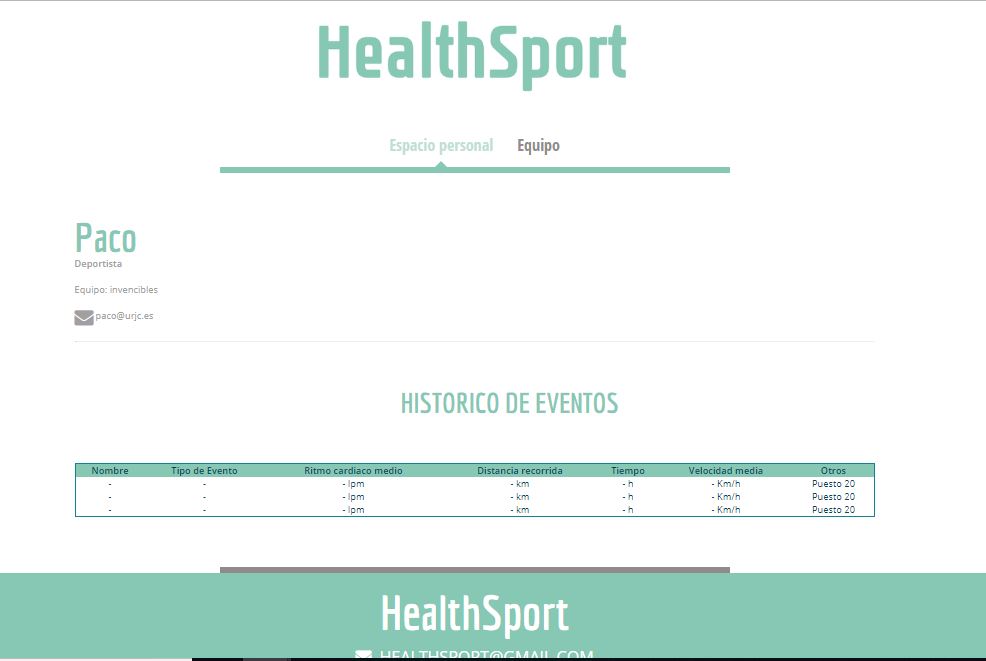 HealthSport
Espacio personal Equipo
Paco
Deportista
Equipo: invencibles
paco@urjc.es
HISTORICO DE EVENTOS
Nombre Tipo de Evento Ritmo cardiaco medio Distancia recorrida Tiempo Velocidad media Otros
- - - lpm - km - h - Km/h Puesto 20
- - - lpm - km - h - Km/h Puesto 20
- - - lpm - km - h - Km/h Puesto 20
HealthSport
HEALTHSPORT@GMAIL.COM